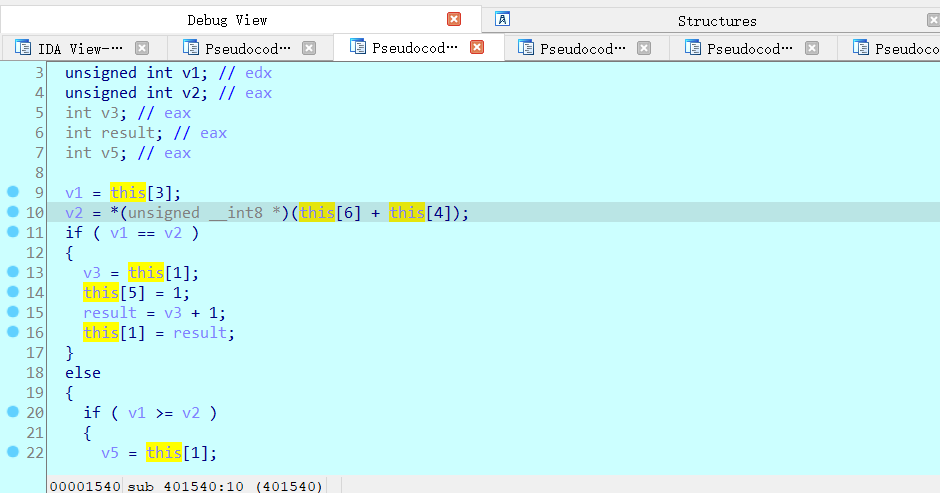 Debug View
Structures
IDA View-··· Pseudocod··· Pseudocod··· Pseudocod··· Pseudocod··· Pseudoco
3 unsigned int v1; // edx
4 unsigned int v2; // eax
5 int v3; // eax
6 int result; // eax
7 int v5; // eax
8
9 v1 = this[3];
10 v2 = *(unsigned __int8 *)(this[6] + this[4]);
11 if ( v1 == v2 )
12 {
13 v3 = this[1];
14 this[5] = 1;
15 result = v3 + 1;
16 this[1] = result;
17 }
18 else
19 {
20 if ( v1 >= v2 )
21 {
22 v5 = this[1];
00001540 sub_401540:10 (401540)